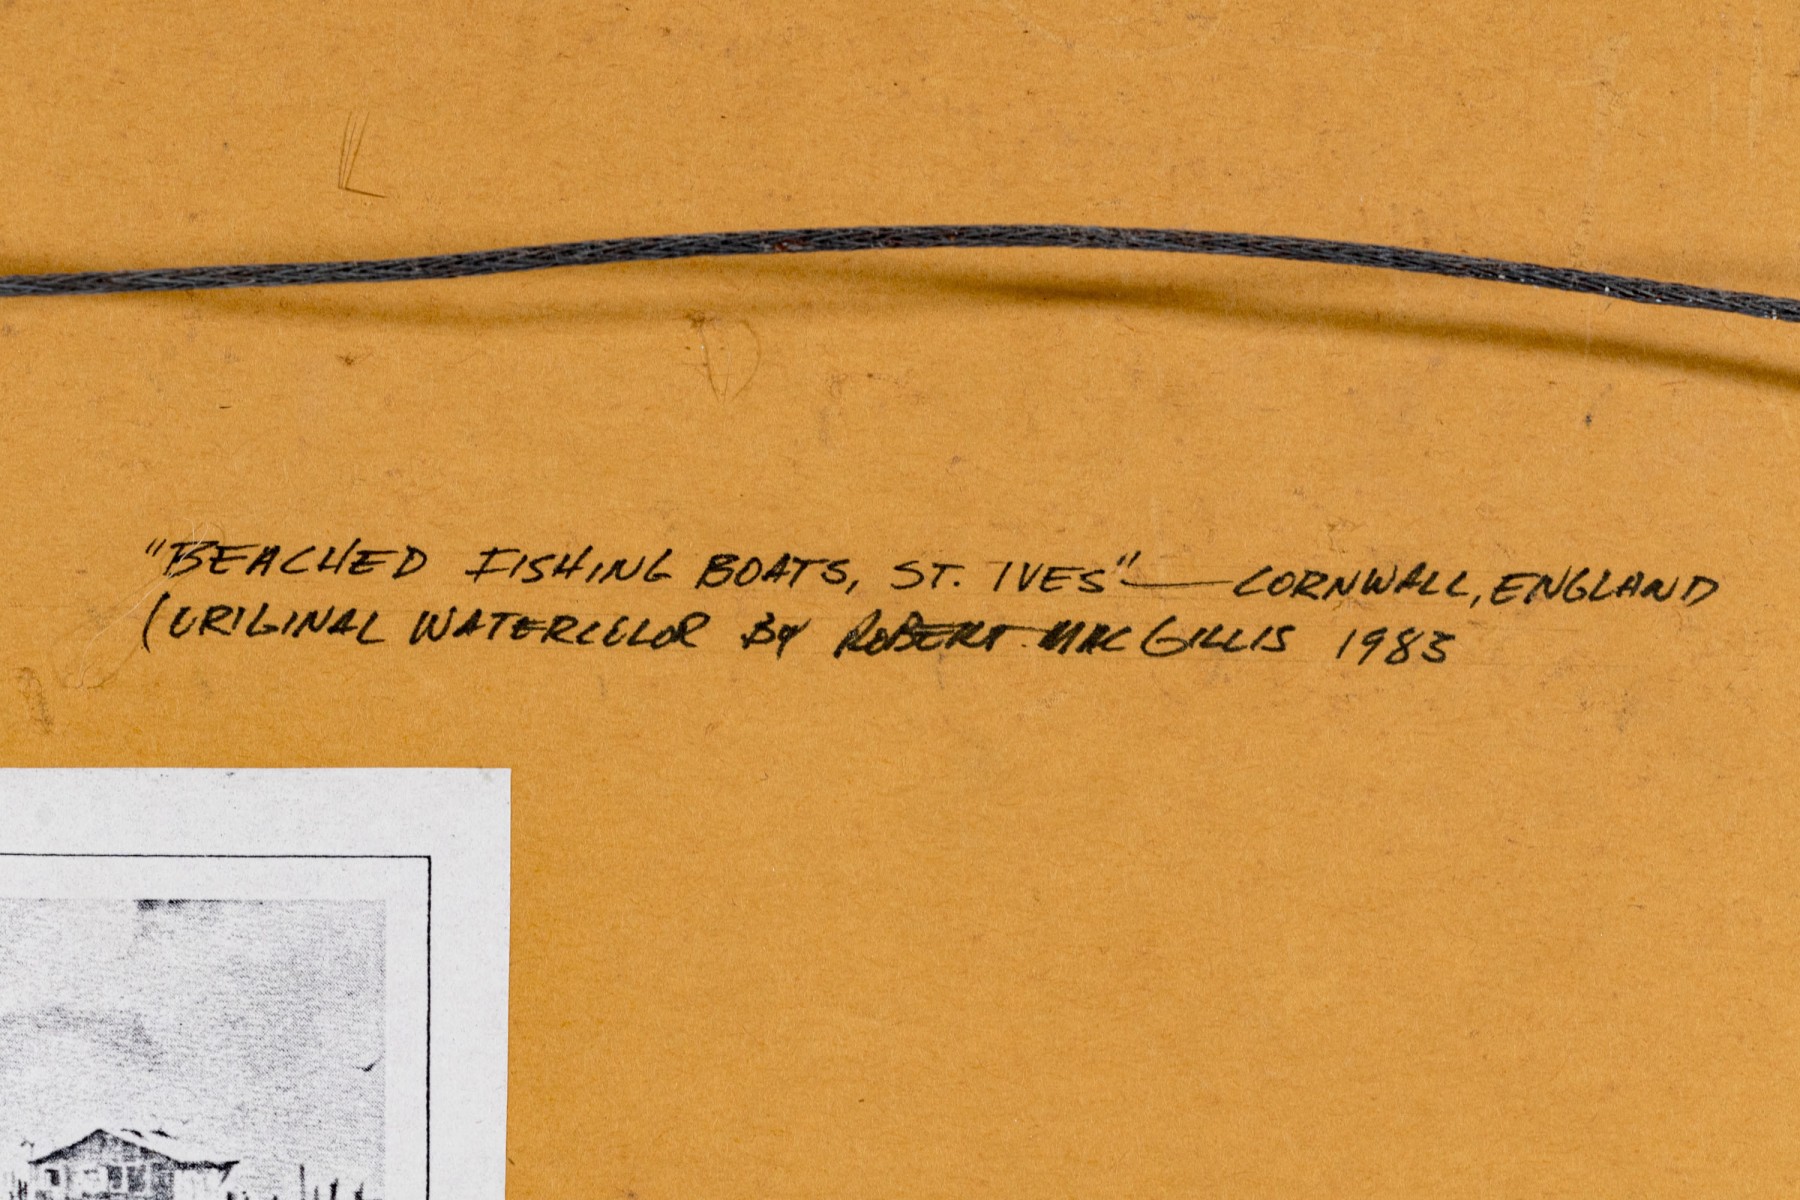 "BEACHED FISHING BOATS, ST. IVES" — CORNWALL, ENGLAND
(ORIGINAL WATERCOLOR BY ROBERT MAC GILLIS 1983